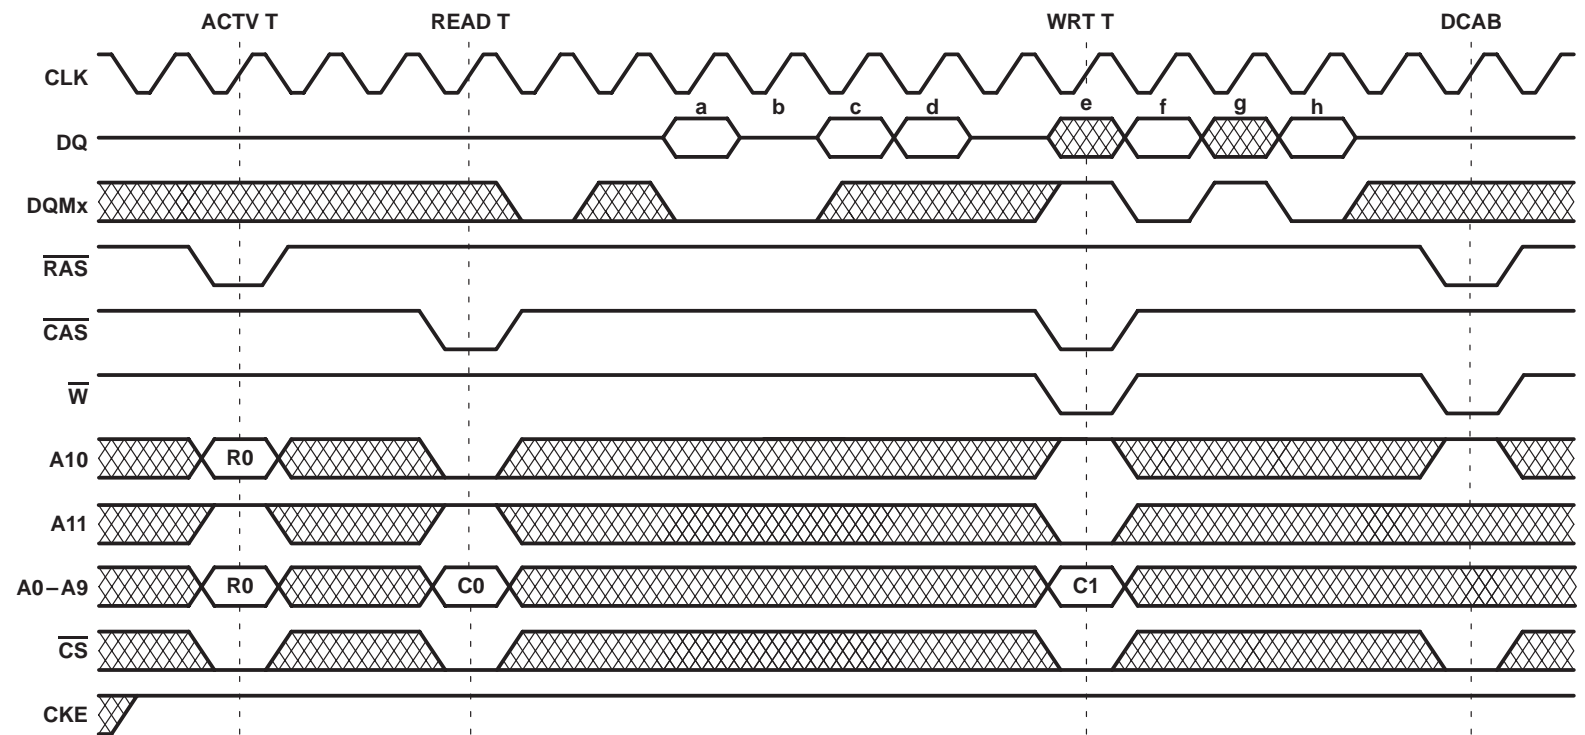 ACTV T READ T WRT T DCAB
CLK
a b c d e f g h
DQ
DQMx
RAS
CAS
W
A10 R0
A11
A0–A9 R0 C0 C1
CS
CKE